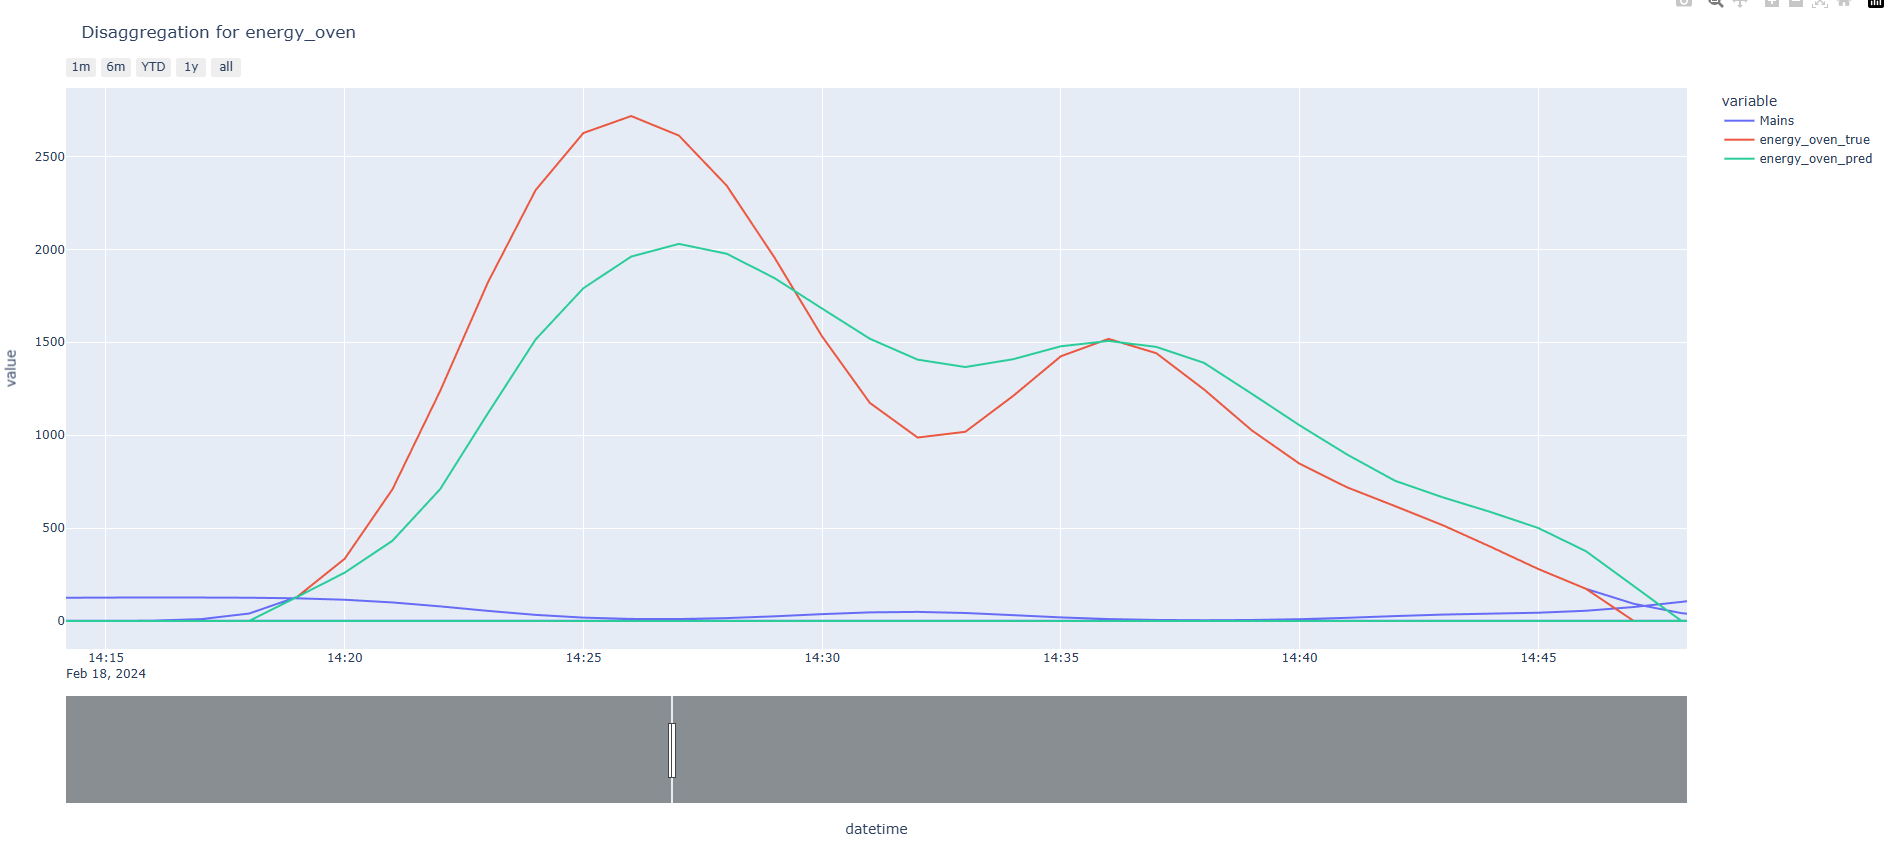 Disaggregation for energy_oven
1m 6m YTD 1y all
variable
Mains
energy_oven_true
energy_oven_pred
2500
2000
1500
1000
500
0
value
14:15 14:20 14:25 14:30 14:35 14:40 14:45
Feb 18, 2024
datetime